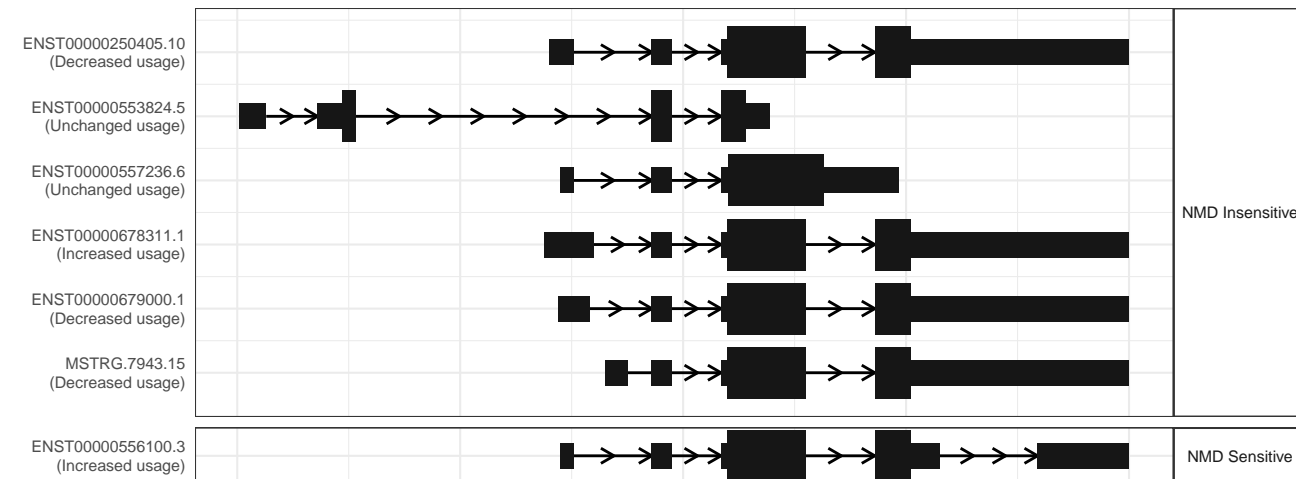 ENST00000250405.10
(Decreased usage)
ENST00000553824.5
(Unchanged usage)
ENST00000557236.6
(Unchanged usage)
ENST00000678311.1
(Increased usage)
ENST00000679000.1
(Decreased usage)
MSTRG.7943.15
(Decreased usage)
NMD Insensitive
ENST00000556100.3
(Increased usage)
NMD Sensitive